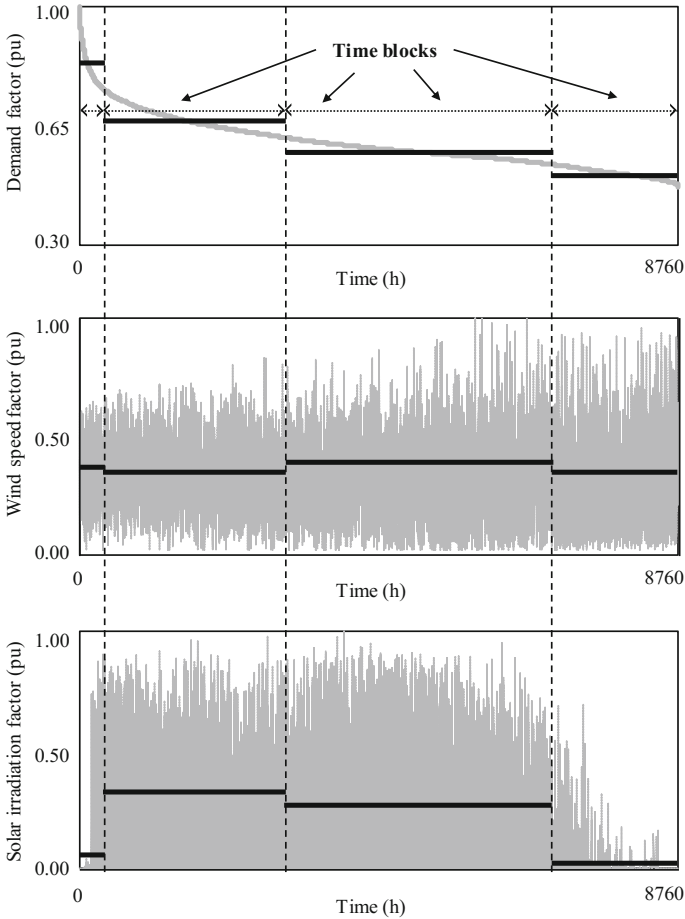 1.00
Time blocks
0.65
Demand factor (pu)
0.30
0
8760
Time (h)
1.00
0.50
Wind speed factor (pu)
0.00
0
8760
Time (h)
1.00
0.50
Solar irradiation factor (pu)
0.00
0
8760
Time (h)